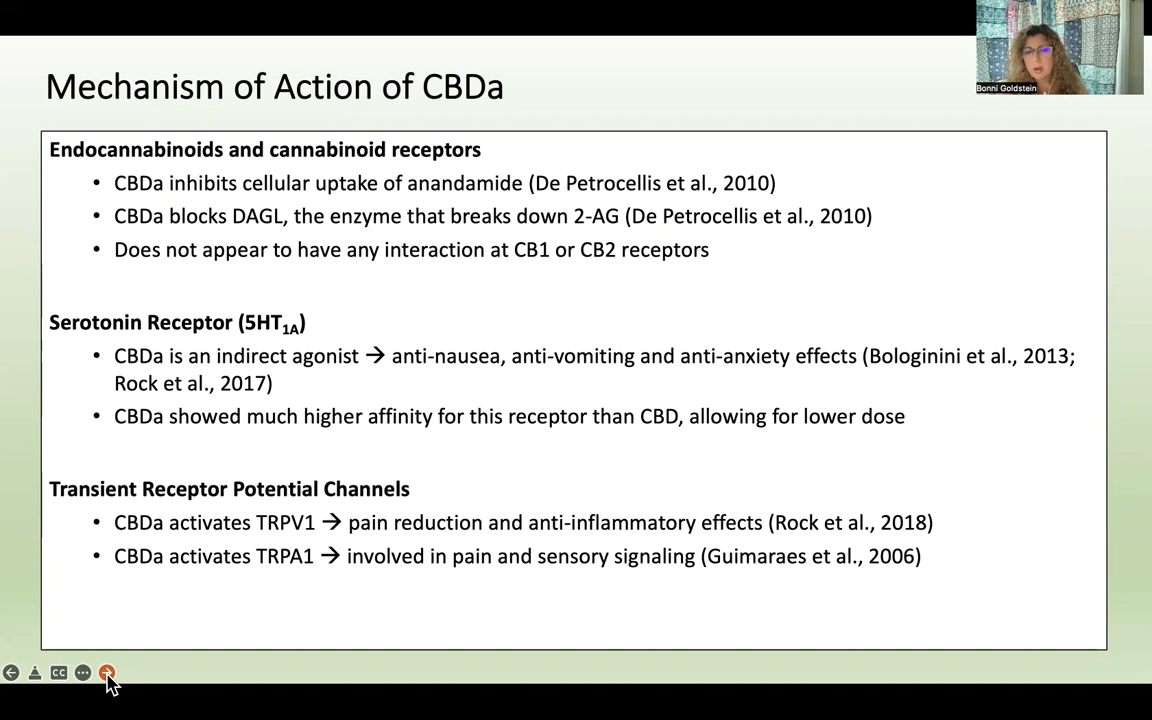 Bonni Goldstein
Mechanism of Action of CBDa
Endocannabinoids and cannabinoid receptors
• CBDa inhibits cellular uptake of anandamide (De Petrocellis et al., 2010)
• CBDa blocks DAGL, the enzyme that breaks down 2-AG (De Petrocellis et al., 2010)
• Does not appear to have any interaction at CB1 or CB2 receptors
Serotonin Receptor (5HT1A)
• CBDa is an indirect agonist → anti-nausea, anti-vomiting and anti-anxiety effects (Bologinini et al., 2013;
Rock et al., 2017)
• CBDa showed much higher affinity for this receptor than CBD, allowing for lower dose
Transient Receptor Potential Channels
• CBDa activates TRPV1 → pain reduction and anti-inflammatory effects (Rock et al., 2018)
• CBDa activates TRPA1 → involved in pain and sensory signaling (Guimaraes et al., 2006)
CC